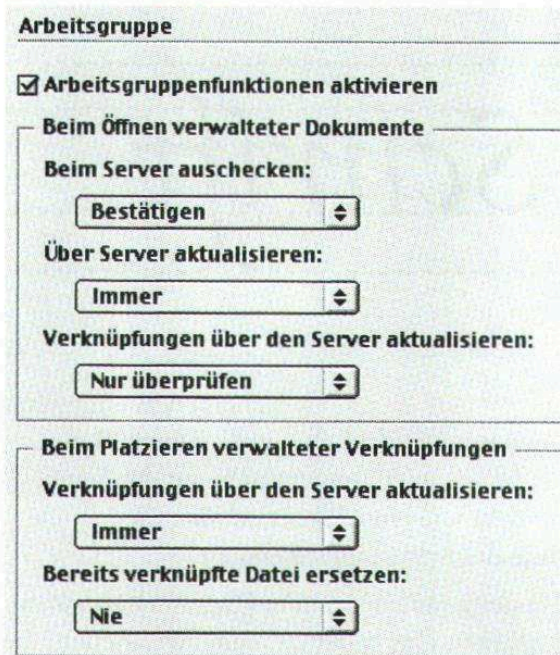 Arbeitsgruppe
Arbeitsgruppenfunktionen aktivieren
Beim Öffnen verwalteter Dokumente
Beim Server auschecken:
Bestätigen
Über Server aktualisieren:
Immer
Verknüpfungen über den Server aktualisieren:
Nur überprüfen
Beim Platzieren verwalteter Verknüpfungen
Verknüpfungen über den Server aktualisieren:
Immer
Bereits verknüpfte Datei ersetzen:
Nie